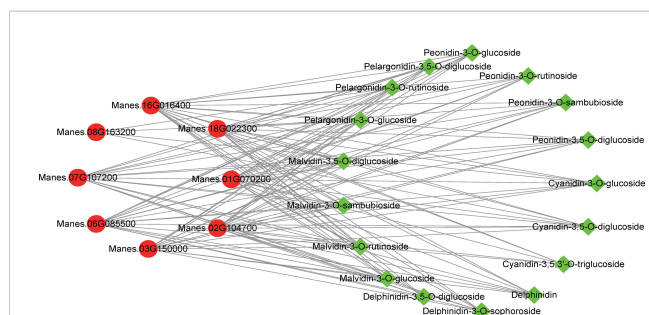 Peonidin-3-O-glucoside
Pelargonidin-3,5-O-diglucoside
Peonidin-3-O-rutinoside
Pelargonidin-3-O-rutinoside
Peonidin-3-O-sambubioside
Manes.16G016400
Pelargonidin-3-O-glucoside
Manes.18G022300
Manes.08G163200
Peonidin-3,5-O-diglucoside
Malvidin-3,5-O-diglucoside
Manes.07G107200
Manes.01G070200
Cyanidin-3-O-glucoside
Malvidin-3-O-sambubioside
Manes.06G085500
Manes.02G104700
Cyanidin-3,5-O-diglucoside
Malvidin-3-O-rutinoside
Manes.03G150000
Cyanidin-3,5,3'-O-triglucoside
Malvidin-3-O-glucoside
Delphinidin-3,5-O-diglucoside
Delphinidin
Delphinidin-3-O-sophoroside